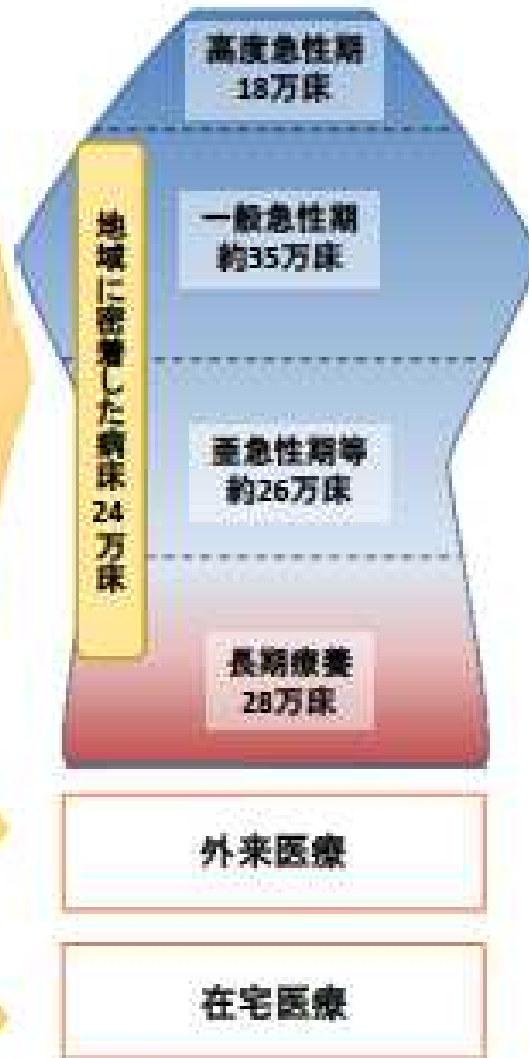 高度急性期
18万床
一般急性期
約35万床
地域に密着した病床24万床
亜急性期等
約26万床
長期療養
28万床
外来医療
在宅医療